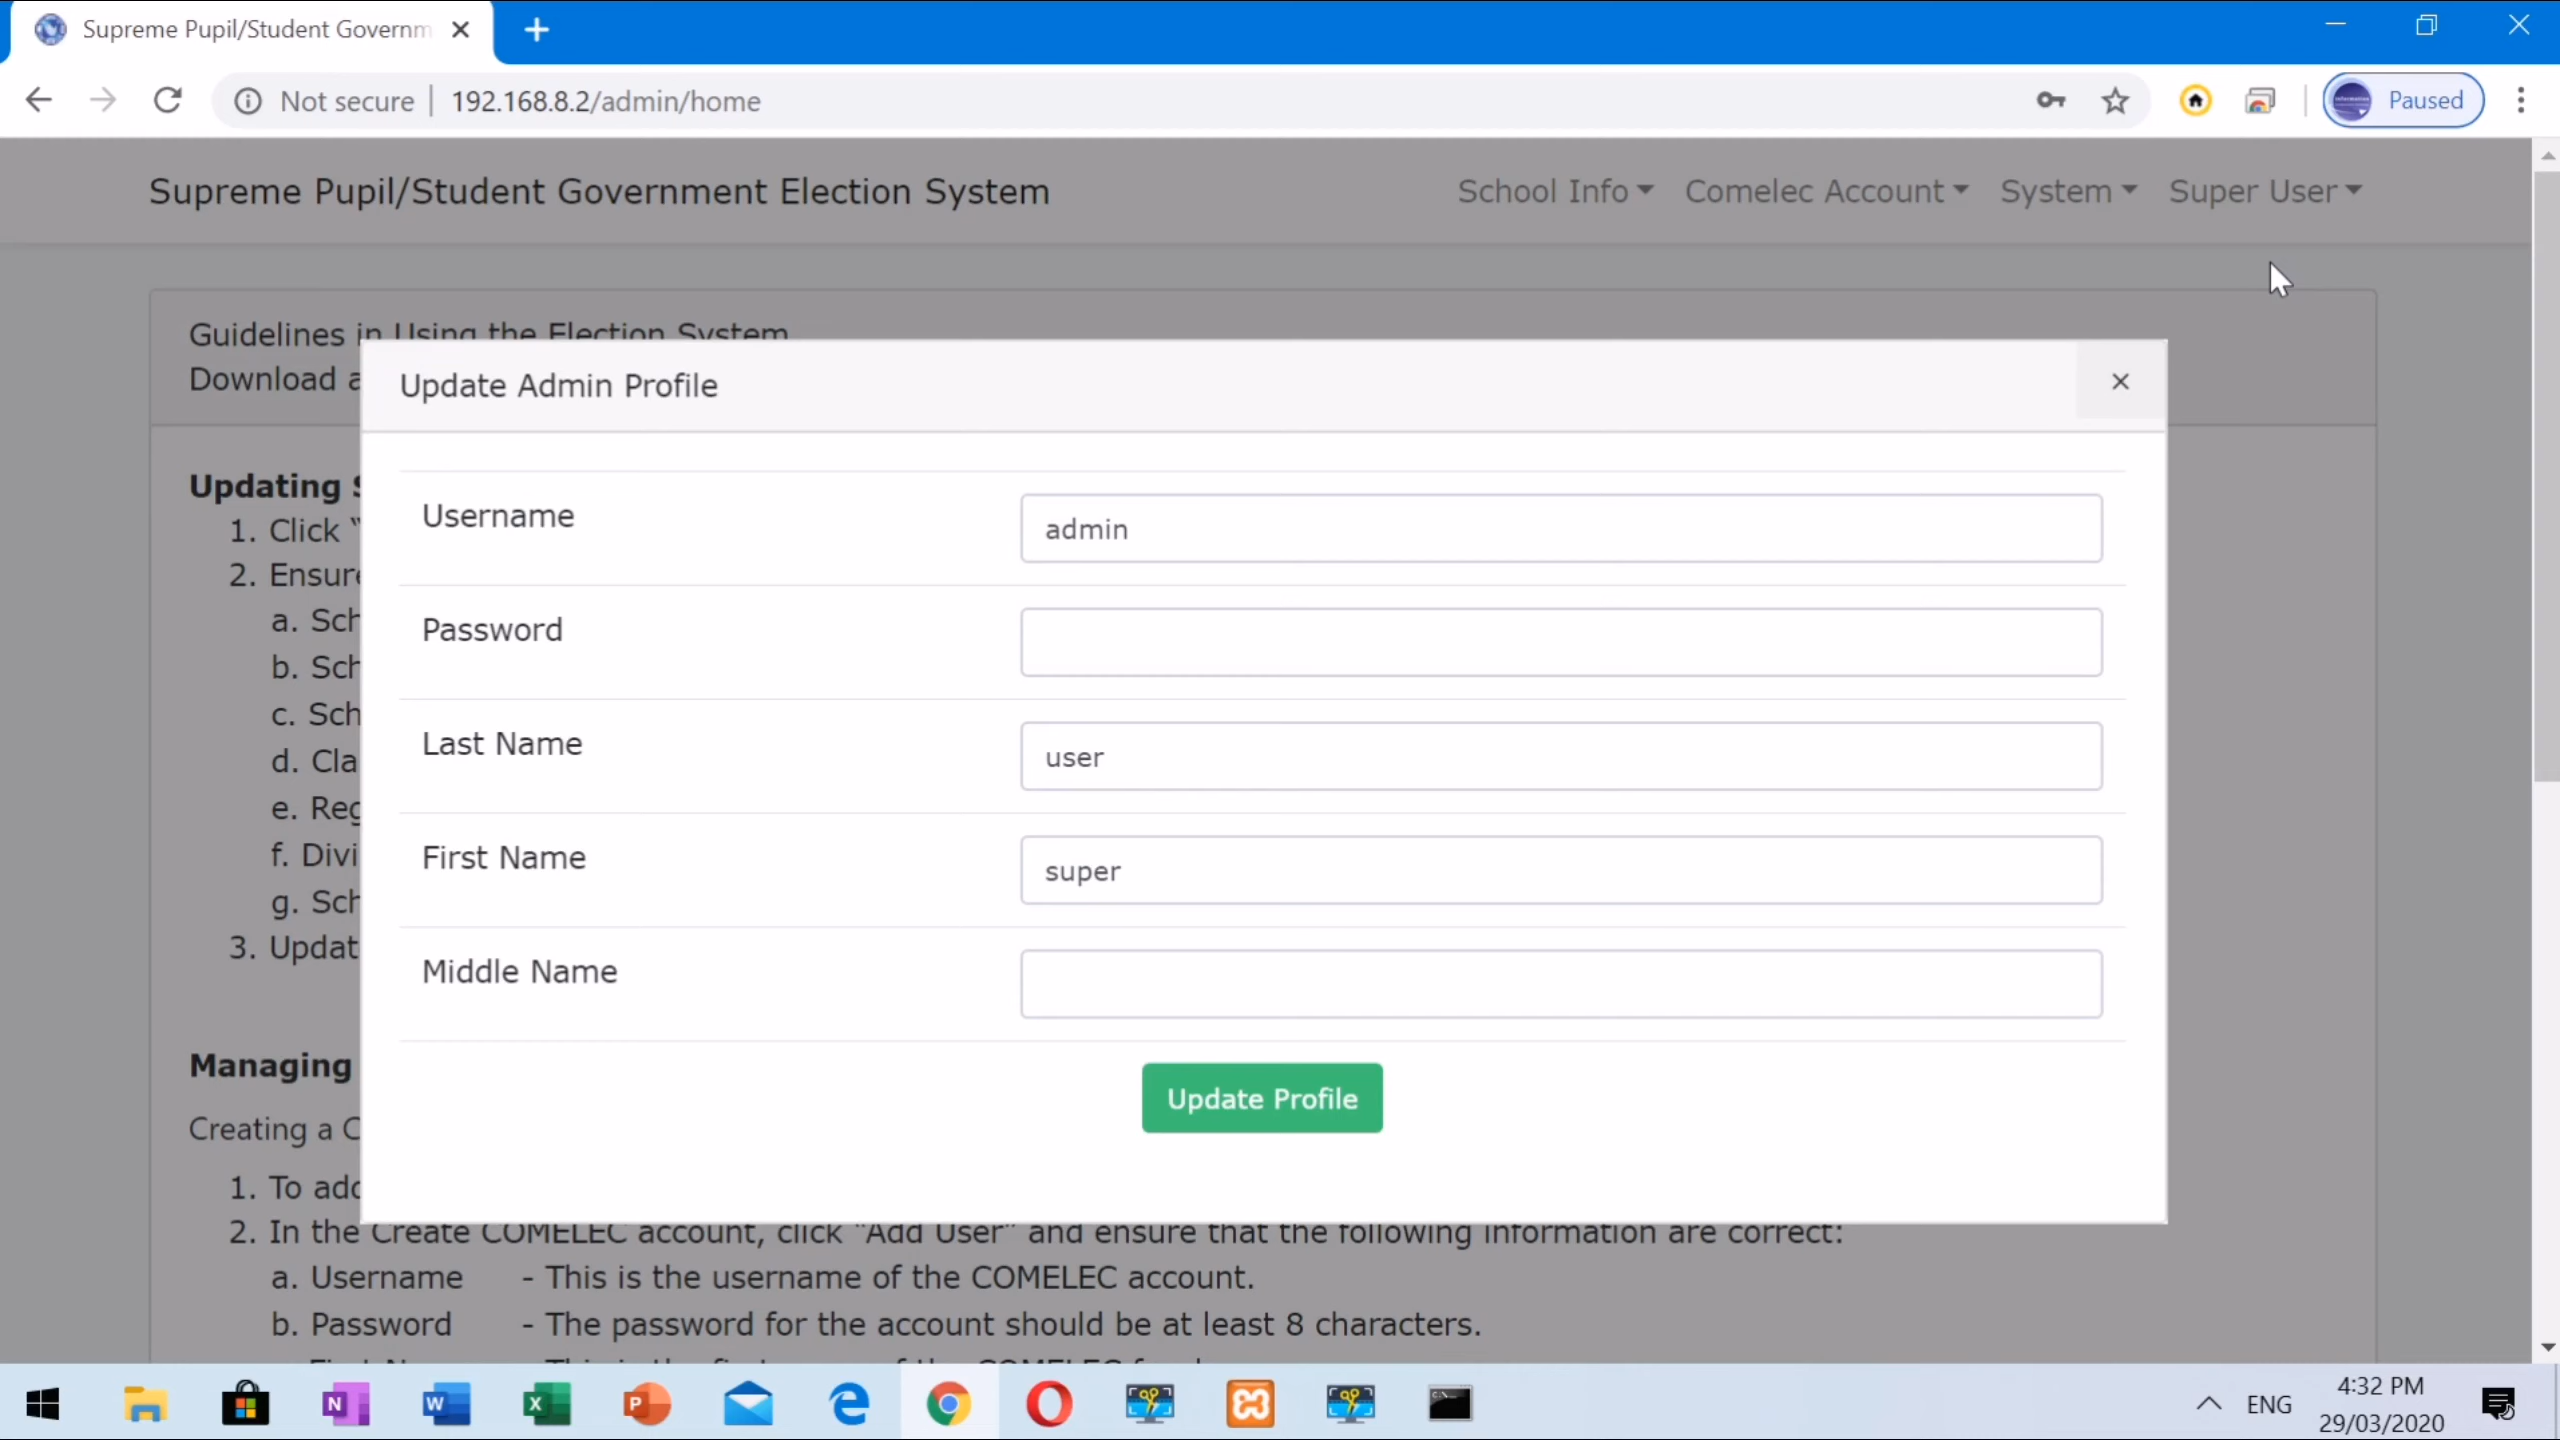 Supreme Pupil/Student Governm
Not secure
192.168.8.2/admin/home
Paused
Supreme Pupil/Student Government Election System
School Info
Comelec Account
System
Super User
Guidelines in Using the Election System
Download
Update Admin Profile
Updating
Username
admin
1. Click
2. Ensure
Password
a. Sch
b. Sch
c. Sch
Last Name
user
d. Cla
e. Reg
First Name
super
f. Divi
g. Sch
3. Updat
Middle Name
Managing
Update Profile
Creating a C
1. To add
2. In the Create COMELEC account, click "Add User" and ensure that the following information are correct:
a. Username - This is the username of the COMELEC account.
b. Password - The password for the account should be at least 8 characters.
ENG
4:32 PM
29/03/2020